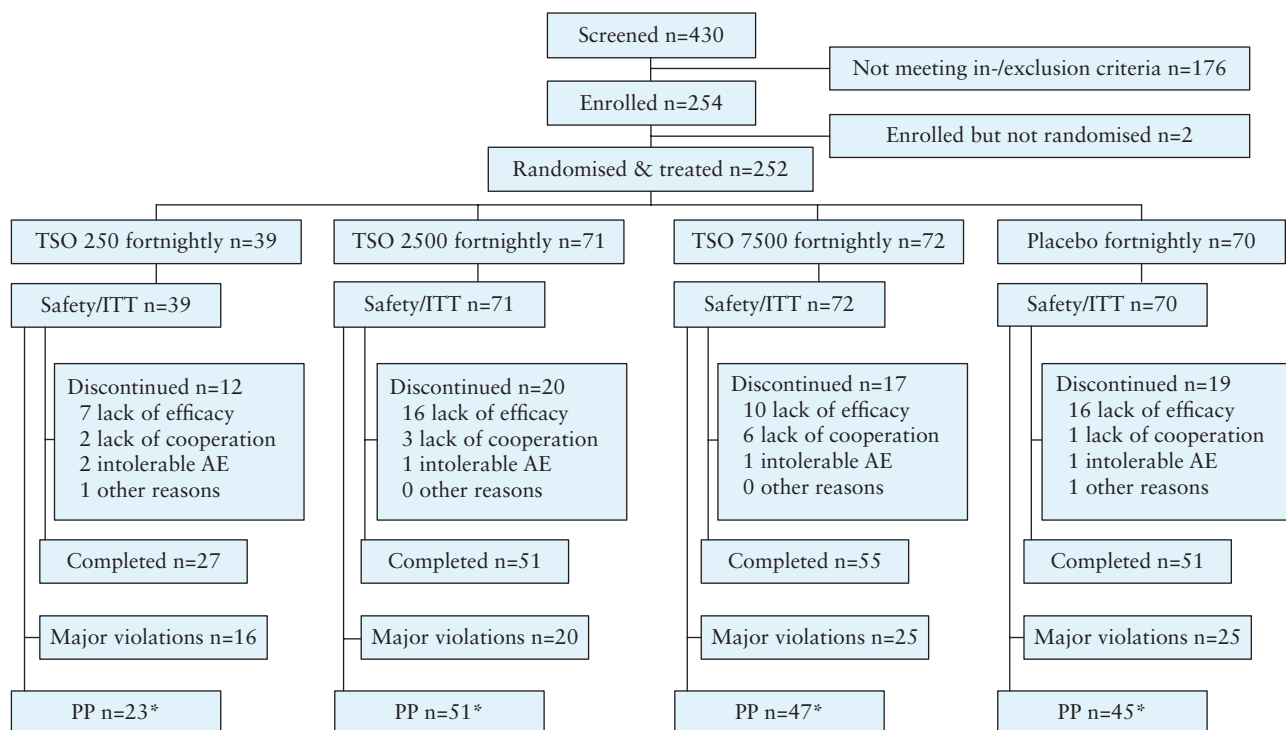 Screened n=430
Not meeting in-/exclusion criteria n=176
Enrolled n=254
Enrolled but not randomised n=2
Randomised & treated n=252
TSO 250 fortnightly n=39
TSO 2500 fortnightly n=71
TSO 7500 fortnightly n=72
Placebo fortnightly n=70
Safety/ITT n=39
Safety/ITT n=71
Safety/ITT n=72
Safety/ITT n=70
Discontinued n=12
7 lack of efficacy
2 lack of cooperation
2 intolerable AE
1 other reasons
Discontinued n=20
16 lack of efficacy
3 lack of cooperation
1 intolerable AE
0 other reasons
Discontinued n=17
10 lack of efficacy
6 lack of cooperation
1 intolerable AE
0 other reasons
Discontinued n=19
16 lack of efficacy
1 lack of cooperation
1 intolerable AE
1 other reasons
Completed n=27
Completed n=51
Completed n=55
Completed n=51
Major violations n=16
Major violations n=20
Major violations n=25
Major violations n=25
PP n=23*
PP n=51*
PP n=47*
PP n=45*